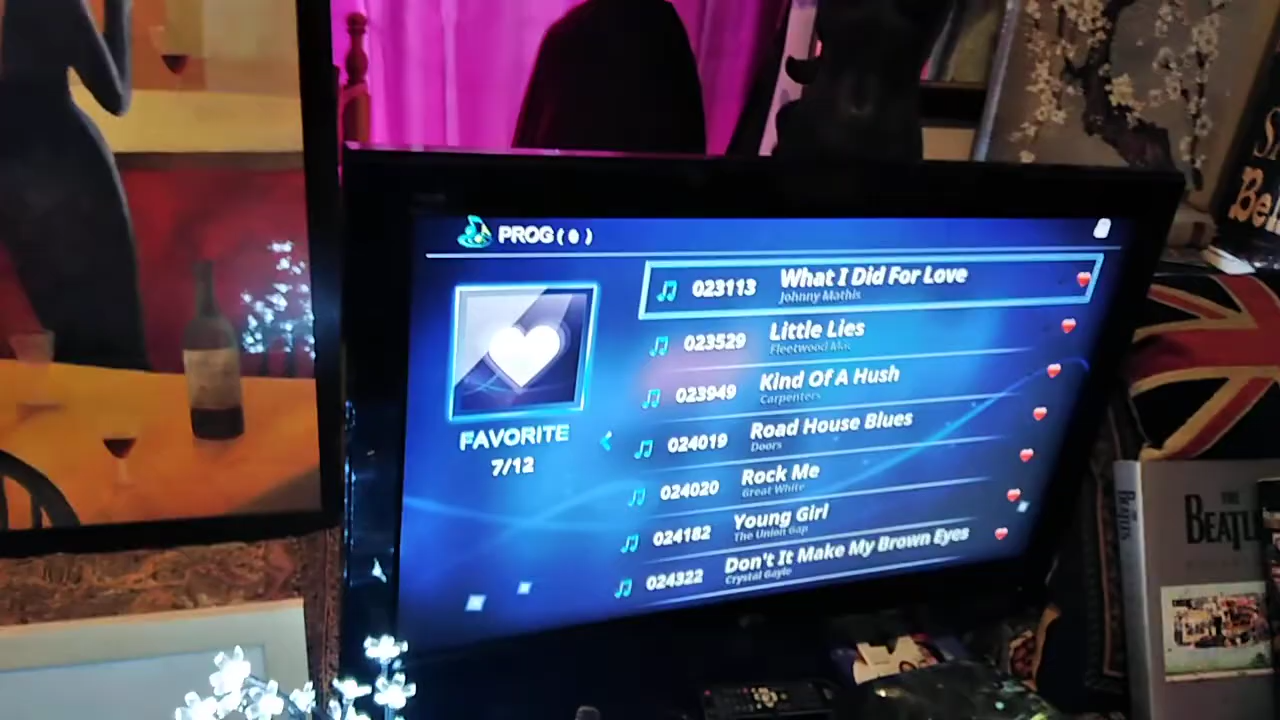 PROG ( 0 )
023113 What I Did For Love
Johnny Mathis
023529 Little Lies
Fleetwood Mac
023949 Kind Of A Hush
Carpenters
024019 Road House Blues
Doors
024020 Rock Me
Great White
024182 Young Girl
The Union Gap
024322 Don't It Make My Brown Eyes
Crystal Gayle
FAVORITE
7/12
THE
BEATLES